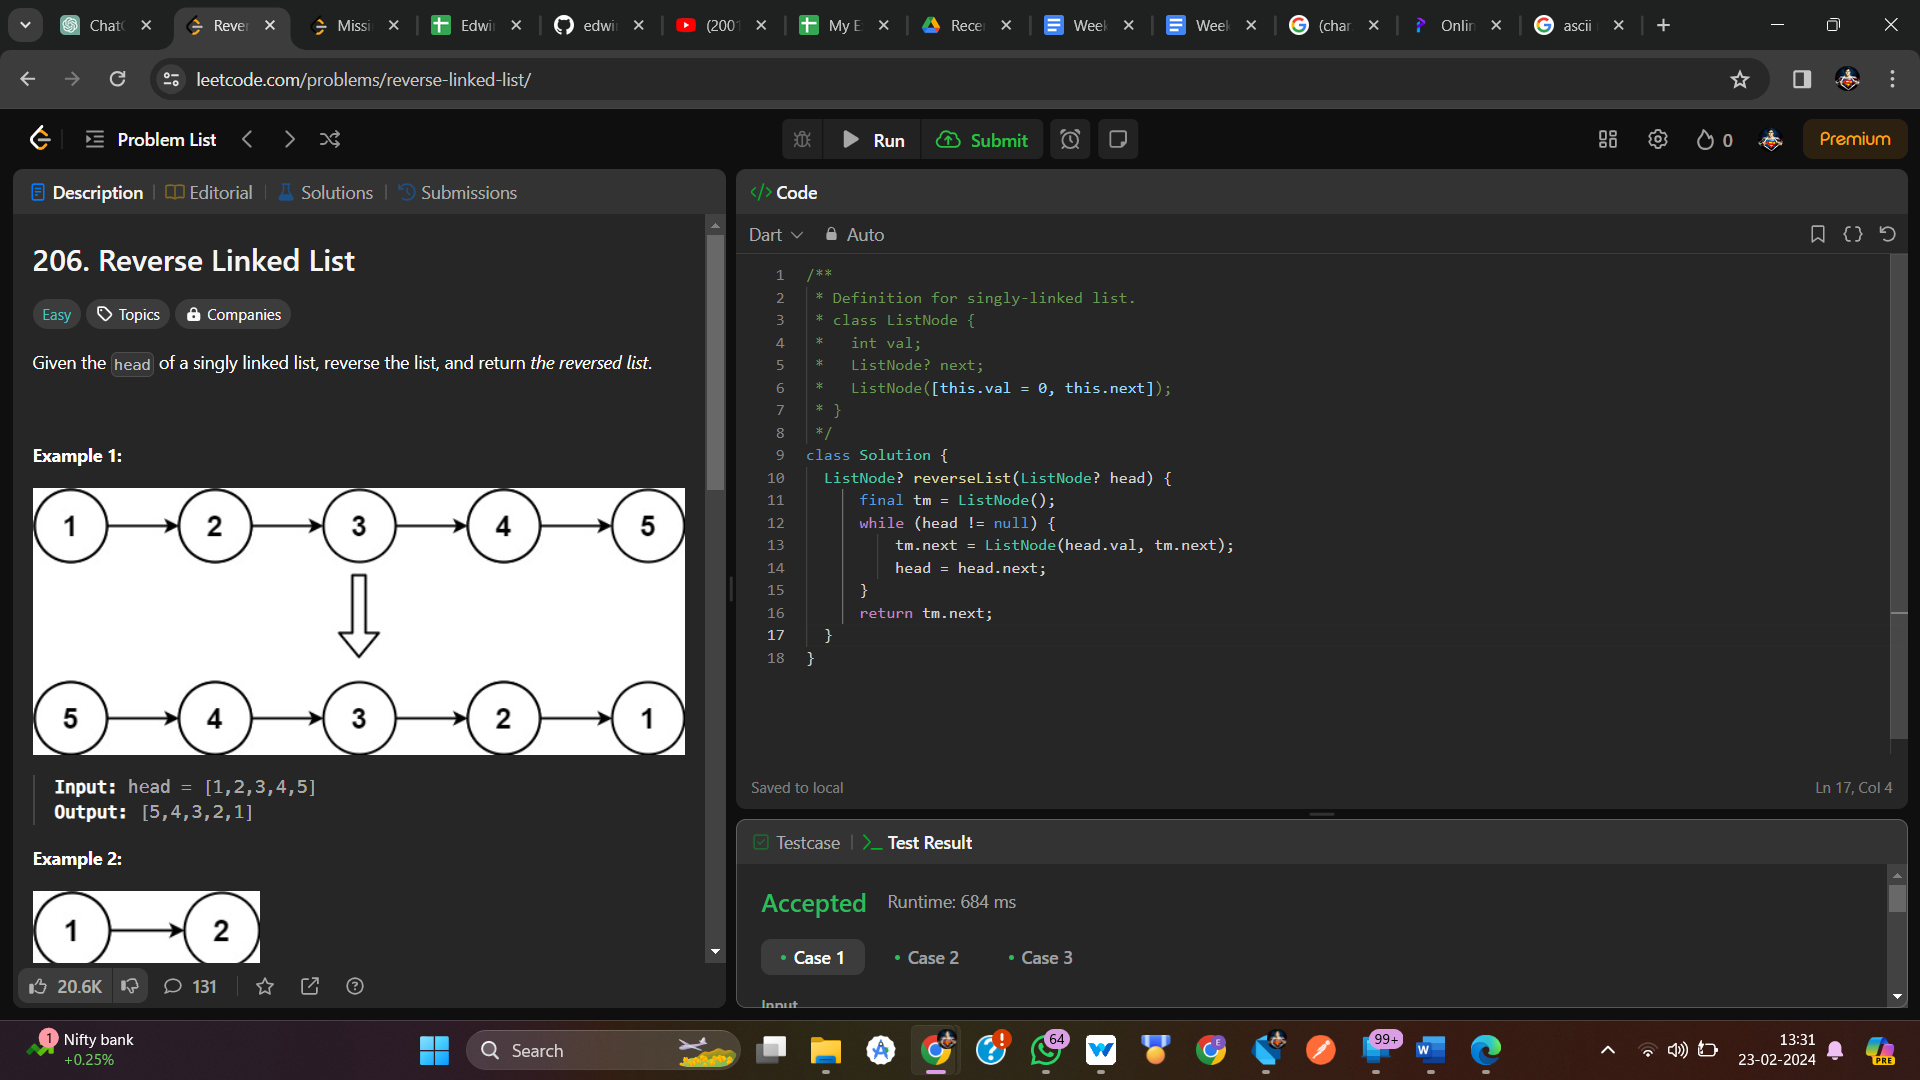 Chat
Rever
Missi
Edwi
edwi
(200
My E
Rece
Week
Week
(char
Onlin
ascii
leetcode.com/problems/reverse-linked-list/
Problem List
Run
Submit
0
Premium
Description
Editorial
Solutions
Submissions
206. Reverse Linked List
Easy
Topics
Companies
Given the head of a singly linked list, reverse the list, and return the reversed list.
Example 1:
1 2 3 4 5
5 4 3 2 1
Input: head = [1,2,3,4,5]
Output: [5,4,3,2,1]
Example 2:
1 2
20.6K
131
Code
Dart
Auto
1 /**
2 * Definition for singly-linked list.
3 * class ListNode {
4 * int val;
5 * ListNode? next;
6 * ListNode([this.val = 0, this.next]);
7 * }
8 */
9 class Solution {
10 ListNode? reverseList(ListNode? head) {
11 final tm = ListNode();
12 while (head != null) {
13 tm.next = ListNode(head.val, tm.next);
14 head = head.next;
15 }
16 return tm.next;
17 }
18 }
Saved to local
Ln 17, Col 4
Testcase
Test Result
Accepted
Runtime: 684 ms
Case 1
Case 2
Case 3
Input
1
Nifty bank
+0.25%
Search
64
99+
13:31
23-02-2024
PRE